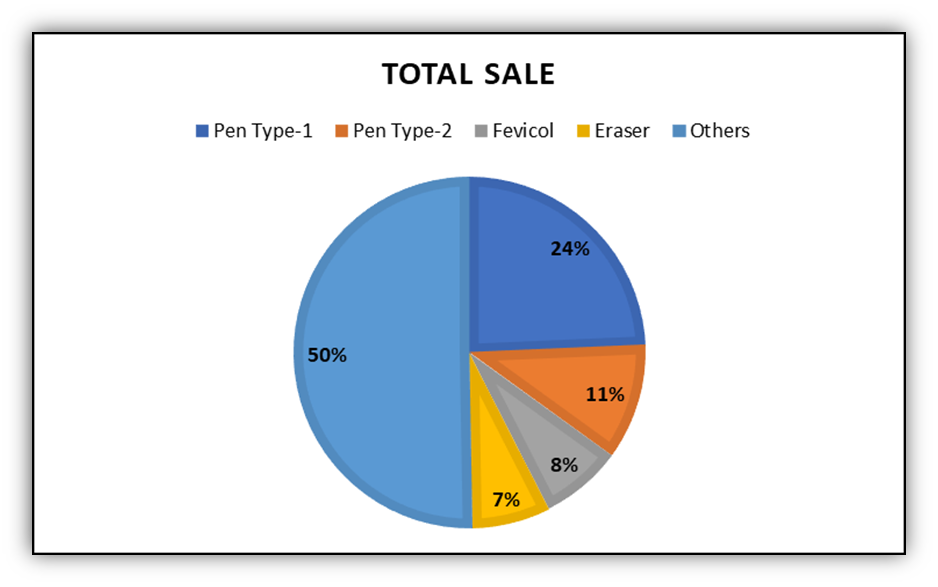 TOTAL SALE
Pen Type-1 Pen Type-2 Fevicol Eraser Others
24%
50%
11%
8%
7%